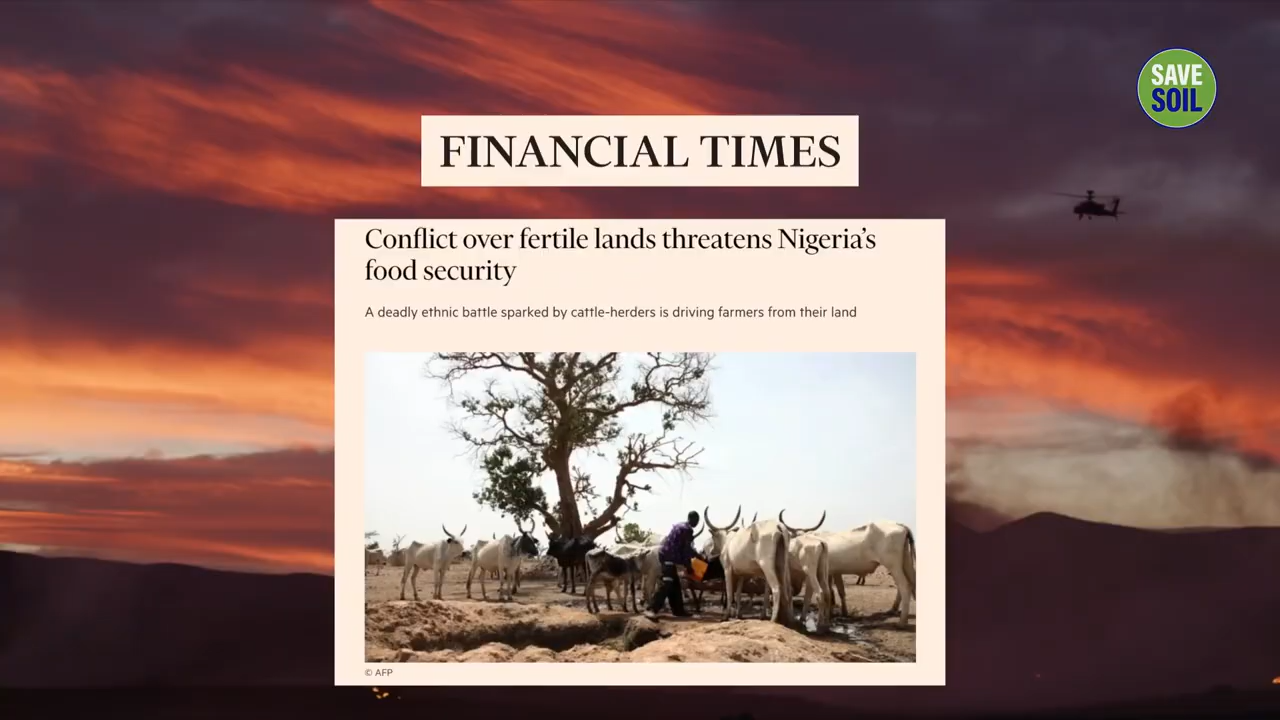 SAVE
SOIL
FINANCIAL TIMES
Conflict over fertile lands threatens Nigeria’s
food security
A deadly ethnic battle sparked by cattle-herders is driving farmers from their land
© AFP